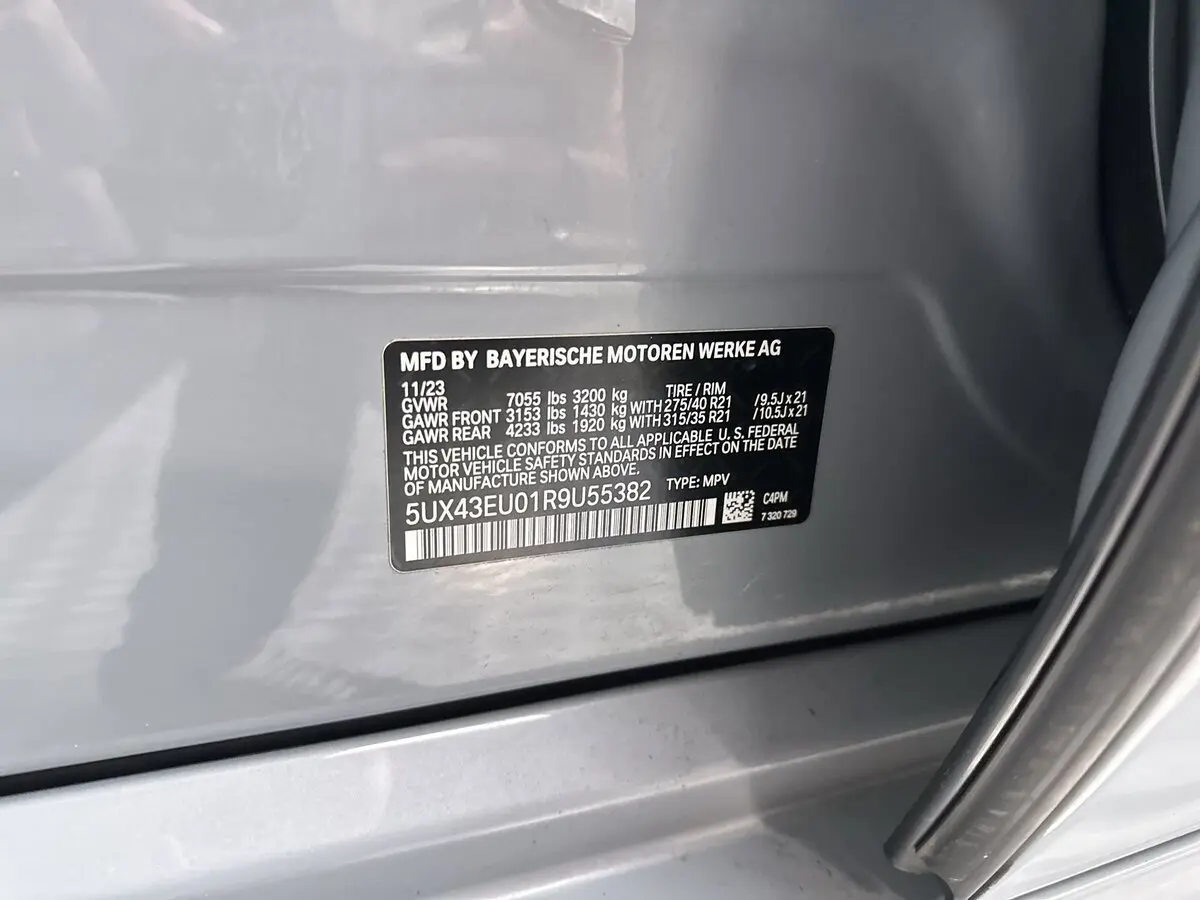 MFD BY BAYERISCHE MOTOREN WERKE AG
11/23 TIRE / RIM
GVWR 7055 lbs 3200 kg
GAWR FRONT 3153 lbs 1430 kg WITH 275/40 R21 /9.5J x 21
GAWR REAR 4233 lbs 1920 kg WITH 315/35 R21 /10.5J x 21
THIS VEHICLE CONFORMS TO ALL APPLICABLE U. S. FEDERAL
MOTOR VEHICLE SAFETY STANDARDS IN EFFECT ON THE DATE
OF MANUFACTURE SHOWN ABOVE.
5UX43EU01R9U55382 TYPE: MPV
C4PM
7 320 729